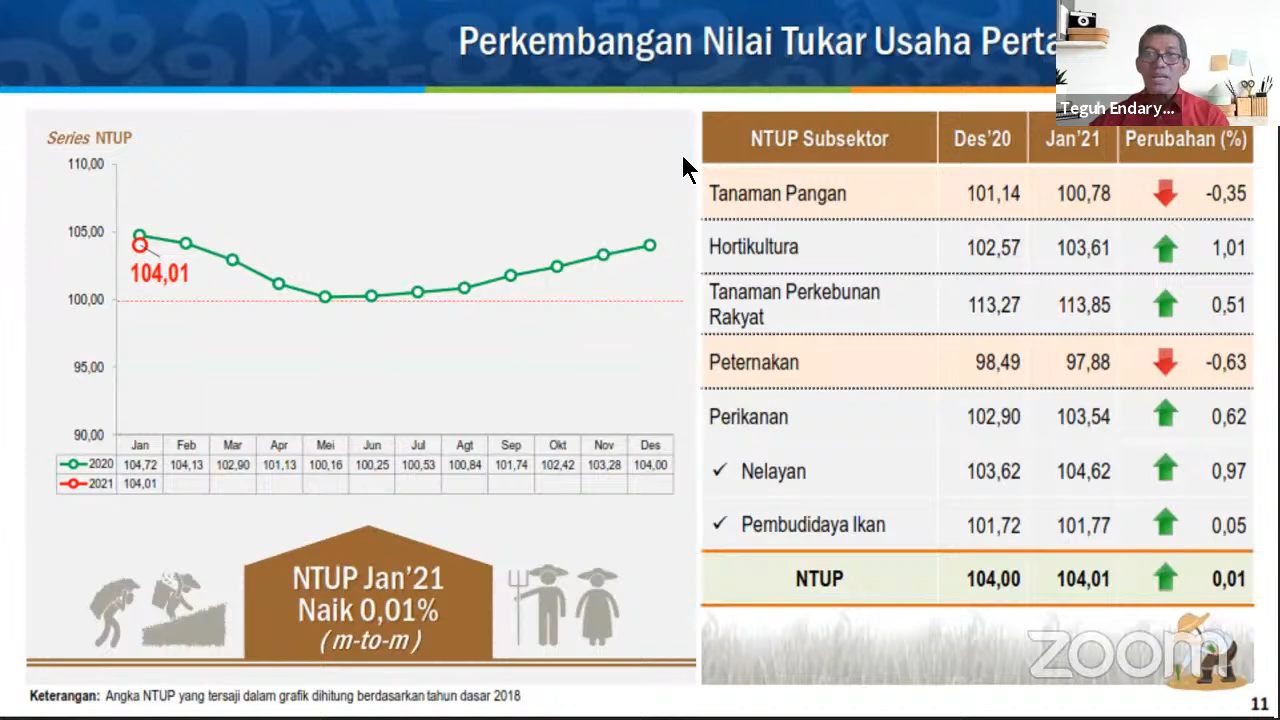 Perkembangan Nilai Tukar Usaha
Teguh Endary...
Series NTUP
110,00
105,00
100,00
95,00
90,00
104,01
Jan Feb Mar Apr Mei Jun Jul Agt Sep Okt Nov Des
2020 104,72 104,13 102,90 101,13 100,16 100,25 100,53 100,84 101,74 102,42 103,28 104,00
2021 104,01
NTUP Jan’21
Naik 0,01%
( m-to-m )
NTUP Subsektor Des’20 Jan’21 Perubahan (%)
Tanaman Pangan 101,14 100,78 -0,35
Hortikultura 102,57 103,61 1,01
Tanaman Perkebunan
Rakyat 113,27 113,85 0,51
Peternakan 98,49 97,88 -0,63
Perikanan 102,90 103,54 0,62
✓ Nelayan 103,62 104,62 0,97
✓ Pembudidaya Ikan 101,72 101,77 0,05
NTUP 104,00 104,01 0,01
zoom
Keterangan: Angka NTUP yang tersaji dalam grafik dihitung berdasarkan tahun dasar 2018
11